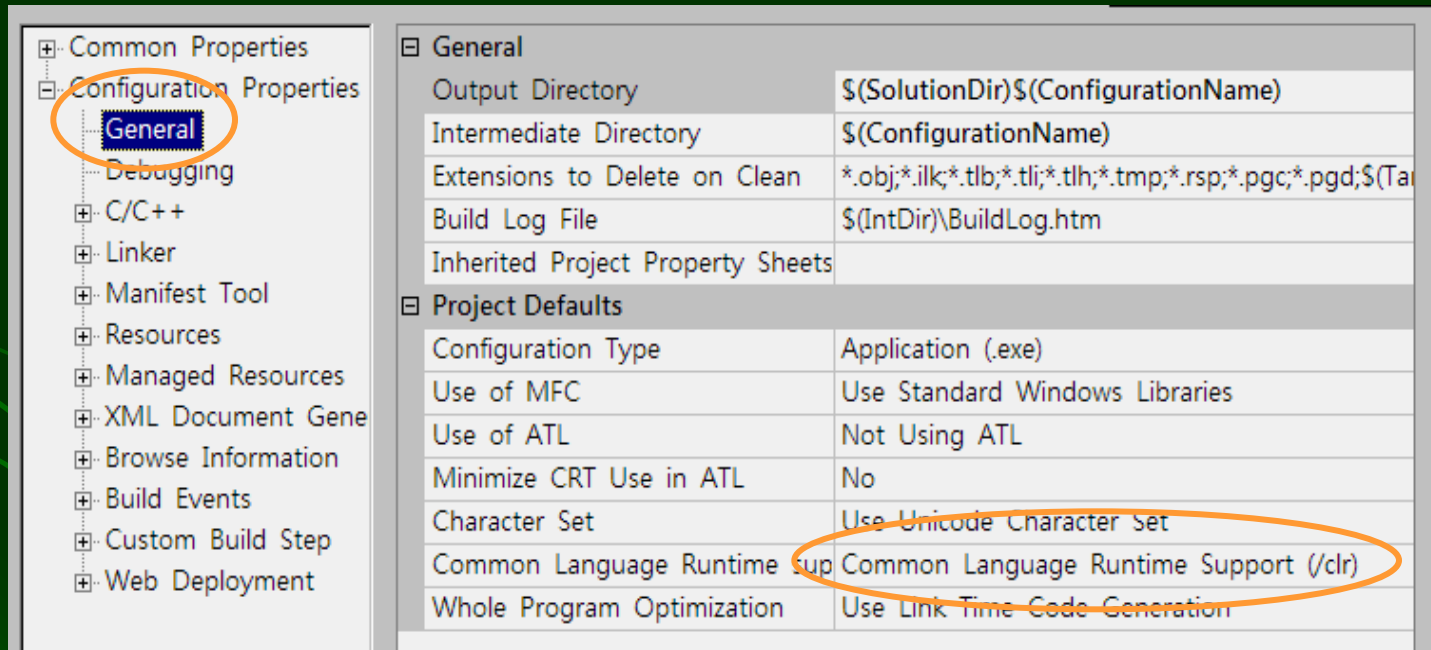 Common Properties
Configuration Properties
General
Debugging
C/C++
Linker
Manifest Tool
Resources
Managed Resources
XML Document Gene
Browse Information
Build Events
Custom Build Step
Web Deployment
General
Output Directory $(SolutionDir)$(ConfigurationName)
Intermediate Directory $(ConfigurationName)
Extensions to Delete on Clean *.obj;*.ilk;*.tlb;*.tli;*.tlh;*.tmp;*.rsp;*.pgc;*.pgd;$(Tar
Build Log File $(IntDir)\BuildLog.htm
Inherited Project Property Sheets
Project Defaults
Configuration Type Application (.exe)
Use of MFC Use Standard Windows Libraries
Use of ATL Not Using ATL
Minimize CRT Use in ATL No
Character Set Use Unicode Character Set
Common Language Runtime sup Common Language Runtime Support (/clr)
Whole Program Optimization Use Link Time Code Generation